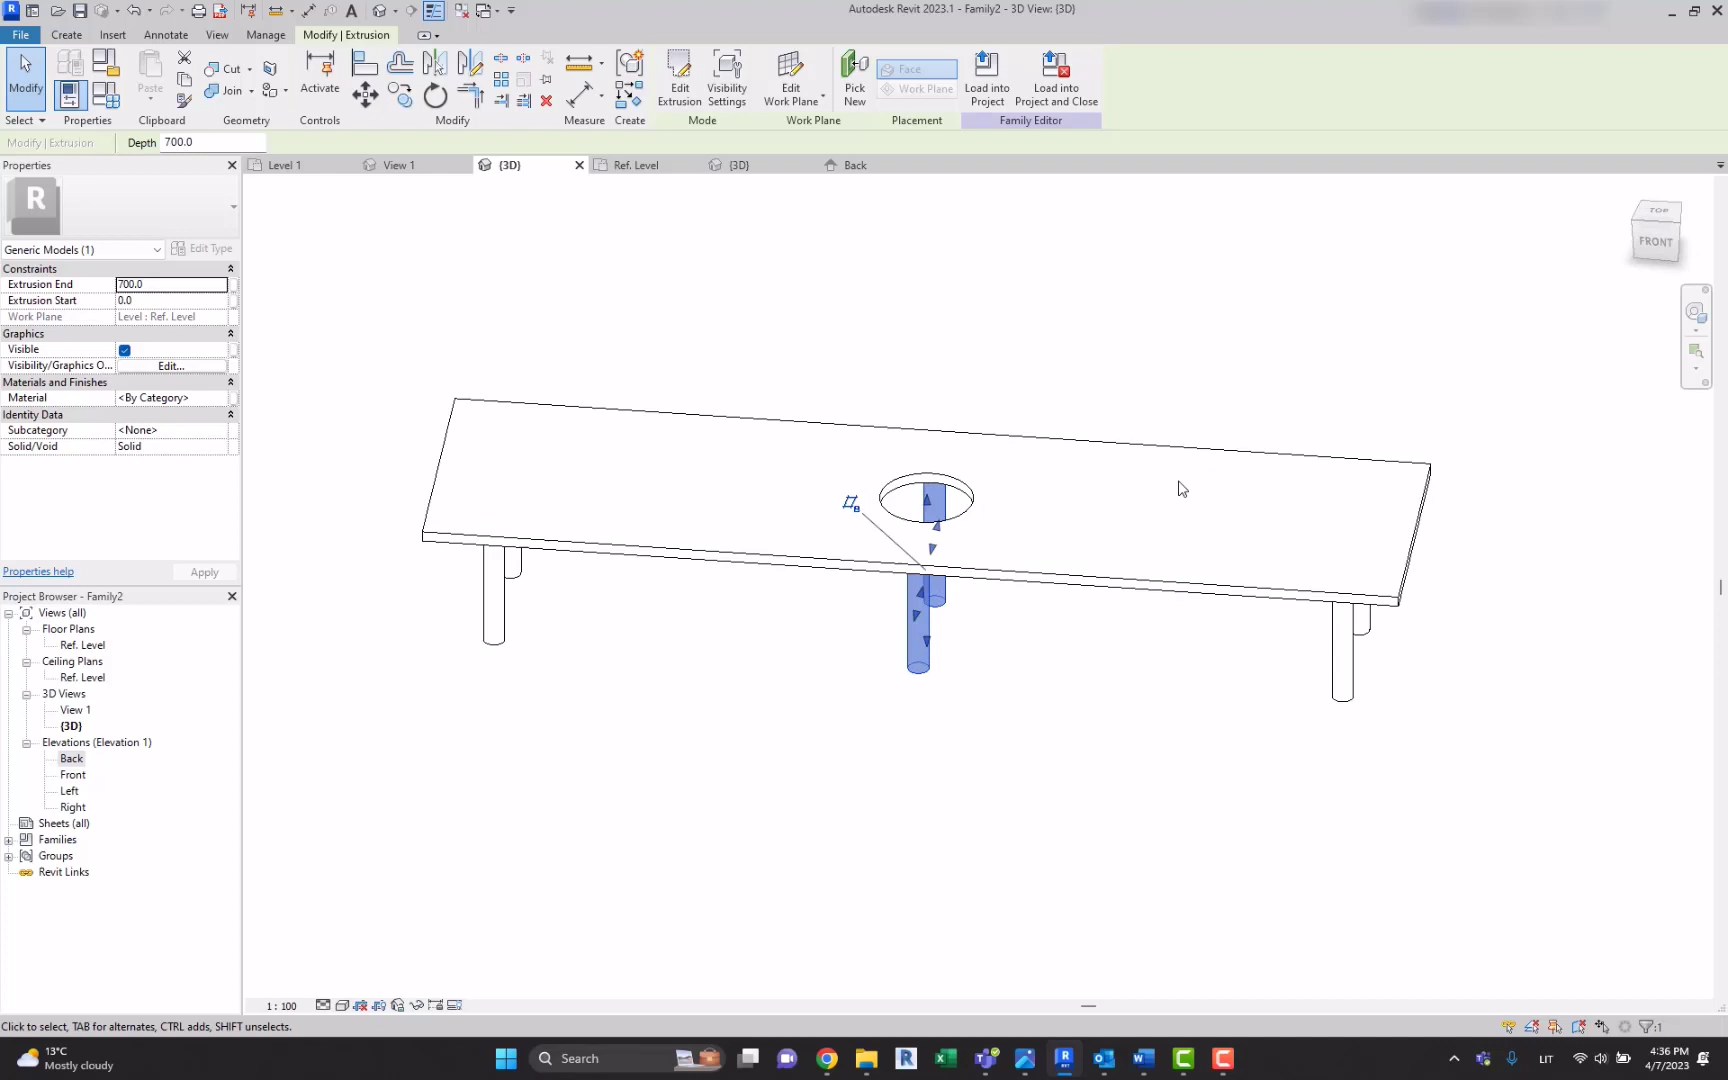 Autodesk Revit 2023.1 - Family2 - 3D View: {3D}
File Create Insert Annotate View Manage Modify | Extrusion
Modify
Paste
Cut
Join
Activate
Edit Extrusion
Visibility Settings
Edit Work Plane
Pick New
Face
Work Plane
Load into Project
Load into Project and Close
Select Properties Clipboard Geometry Controls Modify Measure Create Mode Work Plane Placement Family Editor
Modify | Extrusion Depth 700.0
Properties
Level 1 View 1 {3D} Ref. Level {3D} Back
R
Generic Models (1) Edit Type
Constraints
Extrusion End 700.0
Extrusion Start 0.0
Work Plane Level : Ref. Level
Graphics
Visible
Visibility/Graphics O... Edit...
Materials and Finishes
Material <By Category>
Identity Data
Subcategory <None>
Solid/Void Solid
Properties help Apply
Project Browser - Family2
Views (all)
Floor Plans
Ref. Level
Ceiling Plans
Ref. Level
3D Views
View 1
{3D}
Elevations (Elevation 1)
Back
Front
Left
Right
Sheets (all)
Families
Groups
Revit Links
TOP
FRONT
1 : 100
Click to select, TAB for alternates, CTRL adds, SHIFT unselects.
:1
13°C
Mostly cloudy
Search
LIT
4:36 PM
4/7/2023